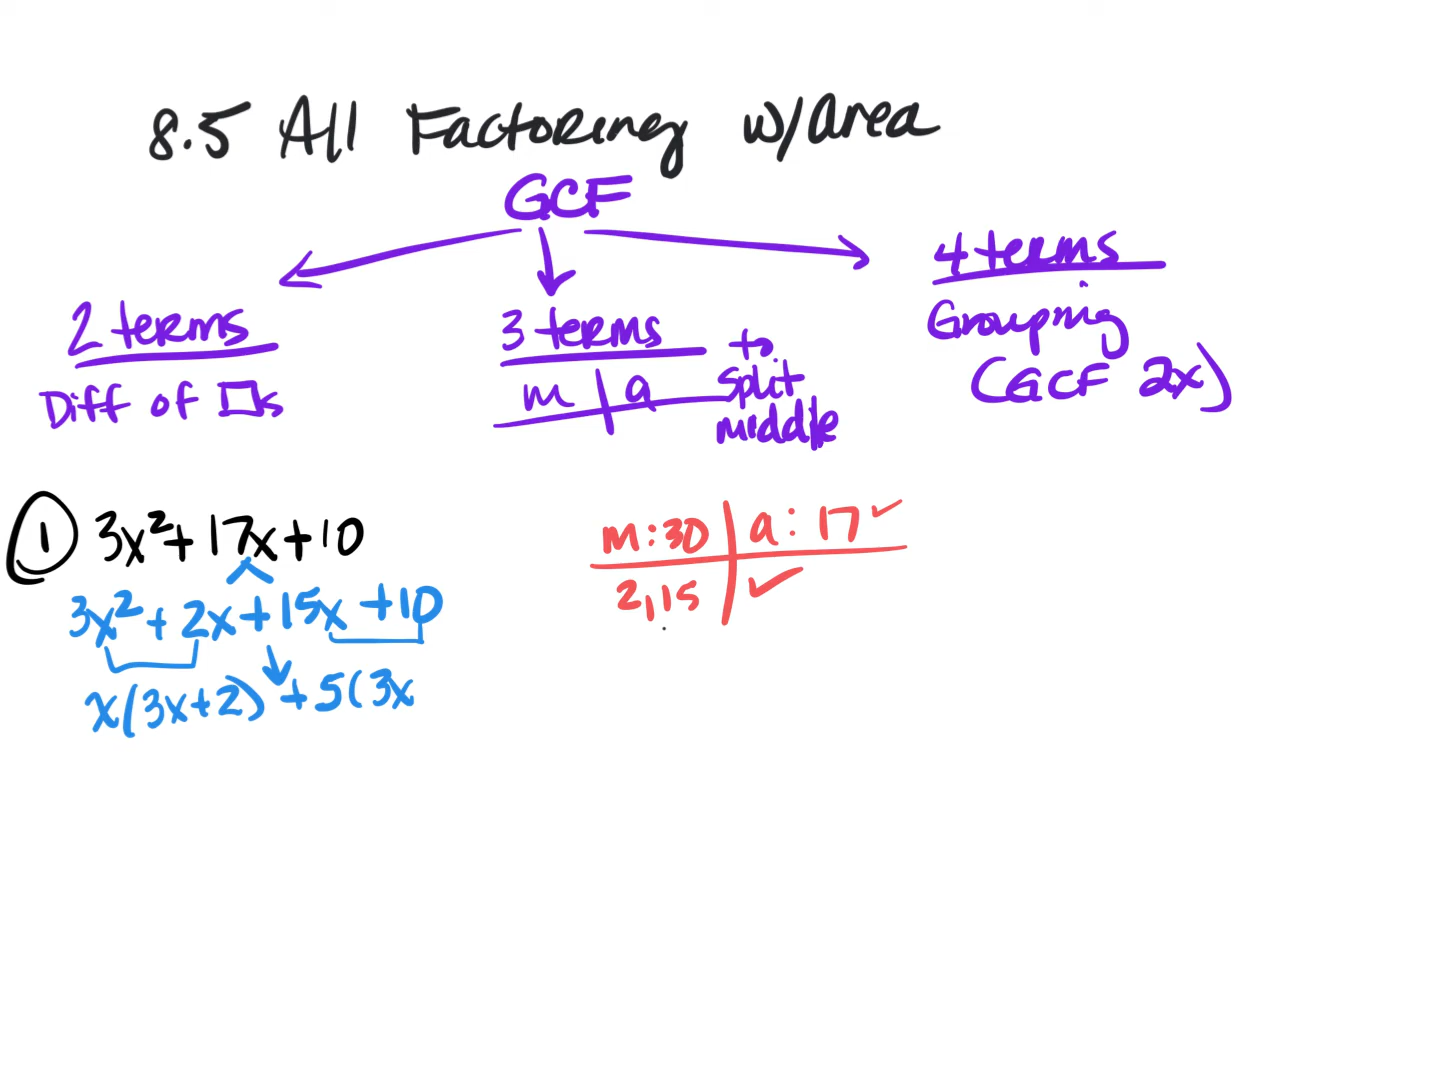 8.5 All Factoring w/area
GCF
2 terms
Diff of □s
3 terms
m | a
to
split
middle
4 terms
Grouping
(GCF 2x)
① 3x²+17x+10
3x²+2x+15x+10
x(3x+2)+5(3x
m:30 | a:17✓
2,15 | ✓